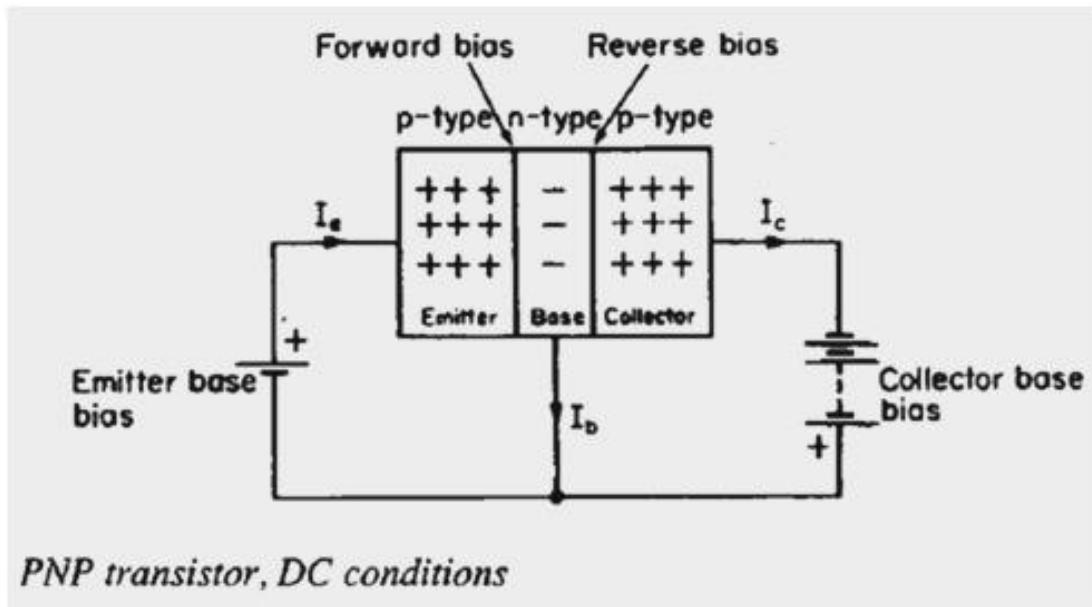 Forward bias Reverse bias
p-type n-type p-type
+++ − +++
+++ − +++
+++ − +++
Ie Ic
Emitter Base Collector
+
Emitter base
bias
Collector base
bias
Ib
+
PNP transistor, DC conditions